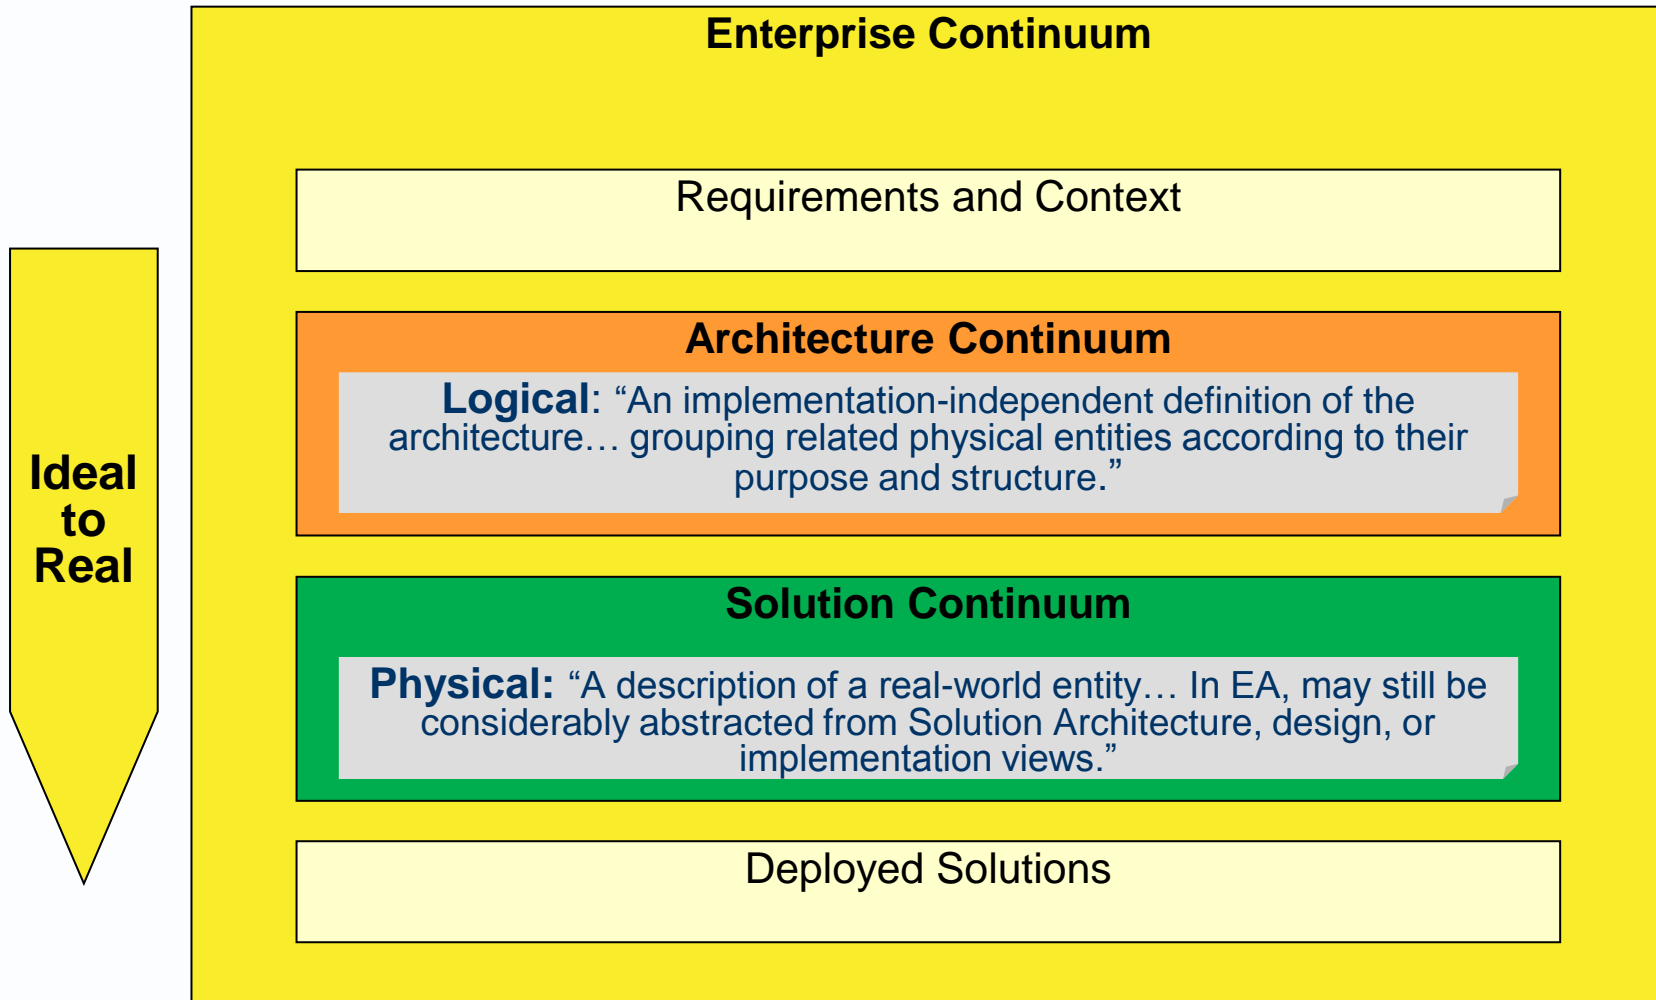 Enterprise Continuum
Requirements and Context
Architecture Continuum
Logical: “An implementation-independent definition of the
architecture… grouping related physical entities according to their
purpose and structure.”
Ideal
to
Real
Solution Continuum
Physical: “A description of a real-world entity… In EA, may still be
considerably abstracted from Solution Architecture, design, or
implementation views.”
Deployed Solutions